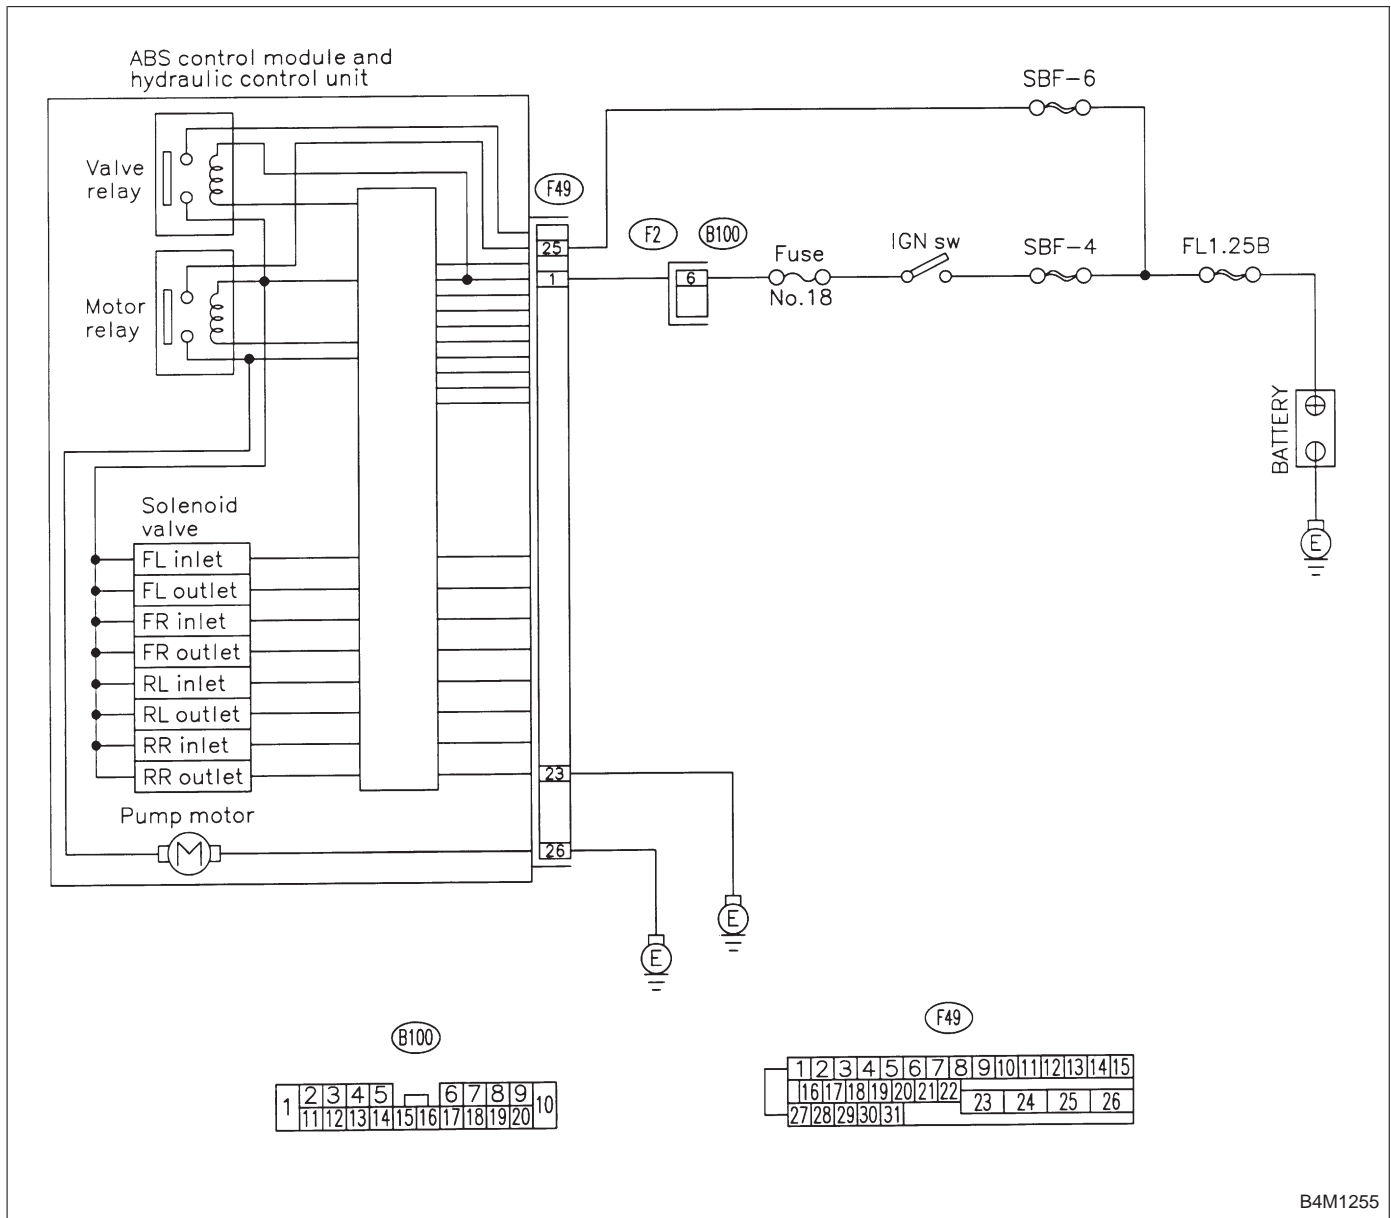 ABS control module and
hydraulic control unit
SBF-6
Valve
relay
F49
25
F2
B100
Fuse
No.18
IGN sw
SBF-4
FL1.25B
1
6
Motor
relay
BATTERY
E
Solenoid
valve
FL inlet
FL outlet
FR inlet
FR outlet
RL inlet
RL outlet
RR inlet
RR outlet
23
Pump motor
M
26
E
E
B100
1 2 3 4 5 6 7 8 9 10
11 12 13 14 15 16 17 18 19 20
F49
1 2 3 4 5 6 7 8 9 10 11 12 13 14 15
16 17 18 19 20 21 22 23 24 25 26
27 28 29 30 31
B4M1255